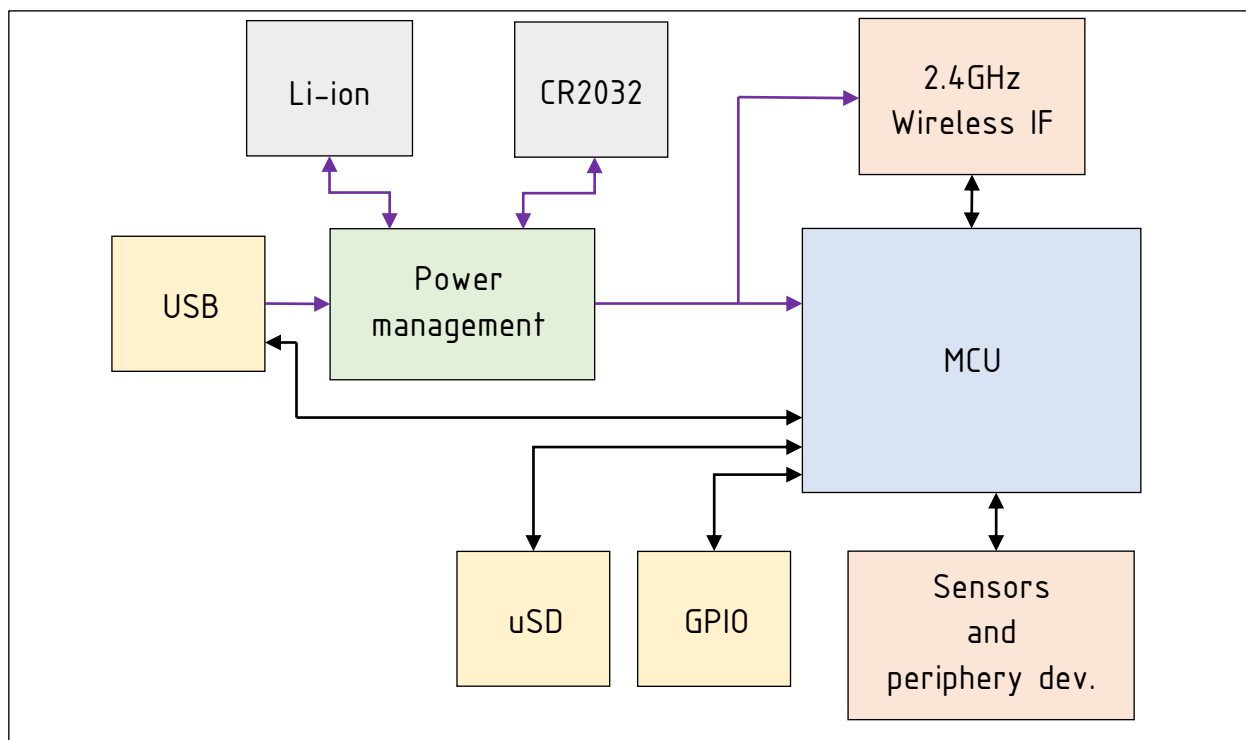 Li-ion
CR2032
2.4GHz
Wireless IF
USB
Power
management
MCU
uSD
GPIO
Sensors
and
periphery dev.